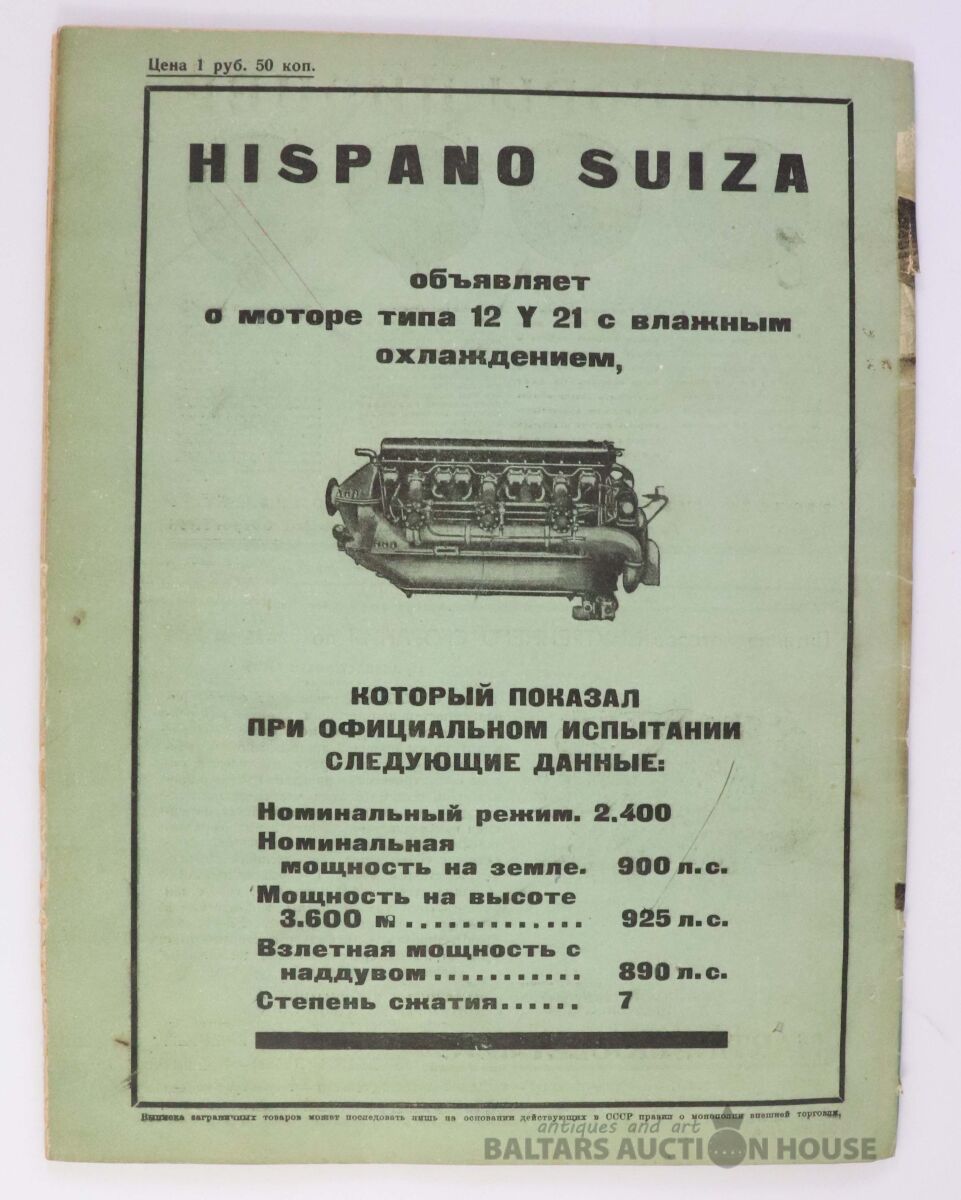 Цена 1 руб. 50 коп.
HISPANO SUIZA
объявляет
о моторе типа 12 Y 21 с влажным
охлаждением,
КОТОРЫЙ ПОКАЗАЛ
ПРИ ОФИЦИАЛЬНОМ ИСПЫТАНИИ
СЛЕДУЮЩИЕ ДАННЫЕ:
Номинальный режим. 2.400
Номинальная
мощность на земле. 900 л.с.
Мощность на высоте
3.600 м ............. 925 л.с.
Взлетная мощность с
наддувом ........... 890 л.с.
Степень сжатия...... 7
Выписка заграничных товаров может последовать лишь на основании действующих в СССР правил о монополии внешней торговли.
antiques and art
BALTARS AUCTION HOUSE